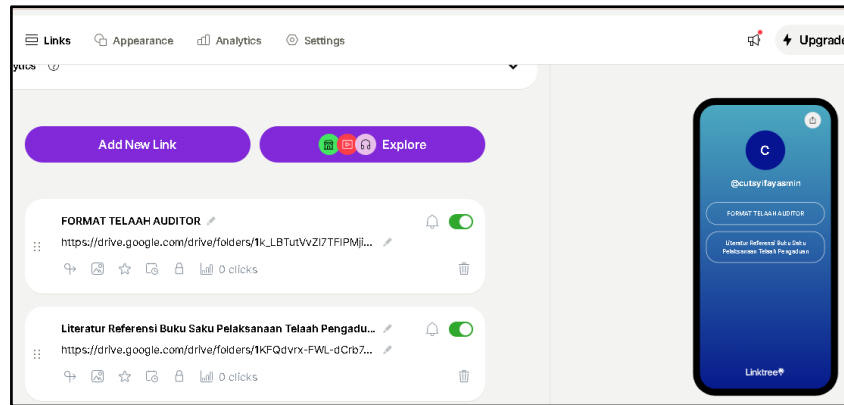 Links Appearance Analytics Settings
Upgrade
ytics
Add New Link
Explore
FORMAT TELAAH AUDITOR
https://drive.google.com/drive/folders/1k_LBTutVvZI7TFIPMji...
0 clicks
Literatur Referensi Buku Saku Pelaksanaan Telaah Pengadu...
https://drive.google.com/drive/folders/1KFQdvrx-FWL-dCrb7...
0 clicks
C
@cutsyifayasmin
FORMAT TELAAH AUDITOR
Literatur Referensi Buku Saku
Pelaksanaan Telaah Pengaduan
Linktree